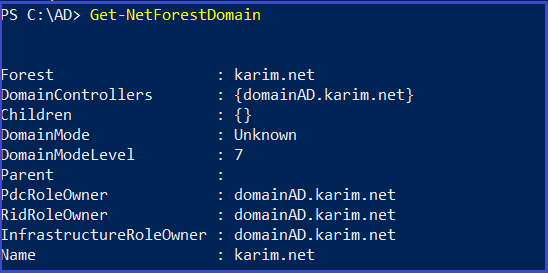 PS C:\AD> Get-NetForestDomain
Forest : karim.net
DomainControllers : {domainAD.karim.net}
Children : {}
DomainMode : Unknown
DomainModeLevel : 7
Parent :
PdcRoleOwner : domainAD.karim.net
RidRoleOwner : domainAD.karim.net
InfrastructureRoleOwner : domainAD.karim.net
Name : karim.net